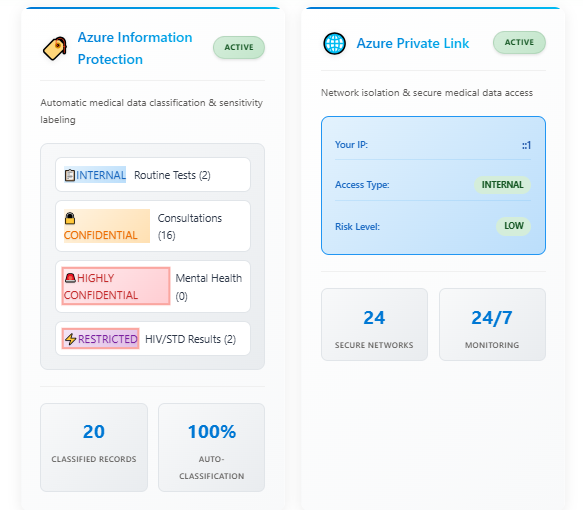 Azure Information
Protection
ACTIVE
Automatic medical data classification & sensitivity
labeling
INTERNAL Routine Tests (2)
CONFIDENTIAL
Consultations
(16)
HIGHLY
CONFIDENTIAL
Mental Health
(0)
RESTRICTED HIV/STD Results (2)
20
CLASSIFIED RECORDS
100%
AUTO-
CLASSIFICATION
Azure Private Link
ACTIVE
Network isolation & secure medical data access
Your IP: ::1
Access Type: INTERNAL
Risk Level: LOW
24
SECURE NETWORKS
24/7
MONITORING